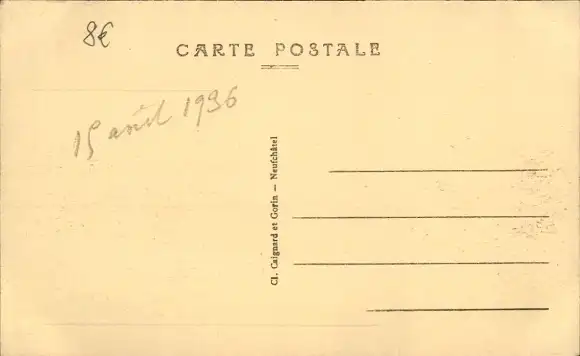 8€
CARTE POSTALE
15 avril 1936
Cl. Caignard et Gorin — Neufchâtel